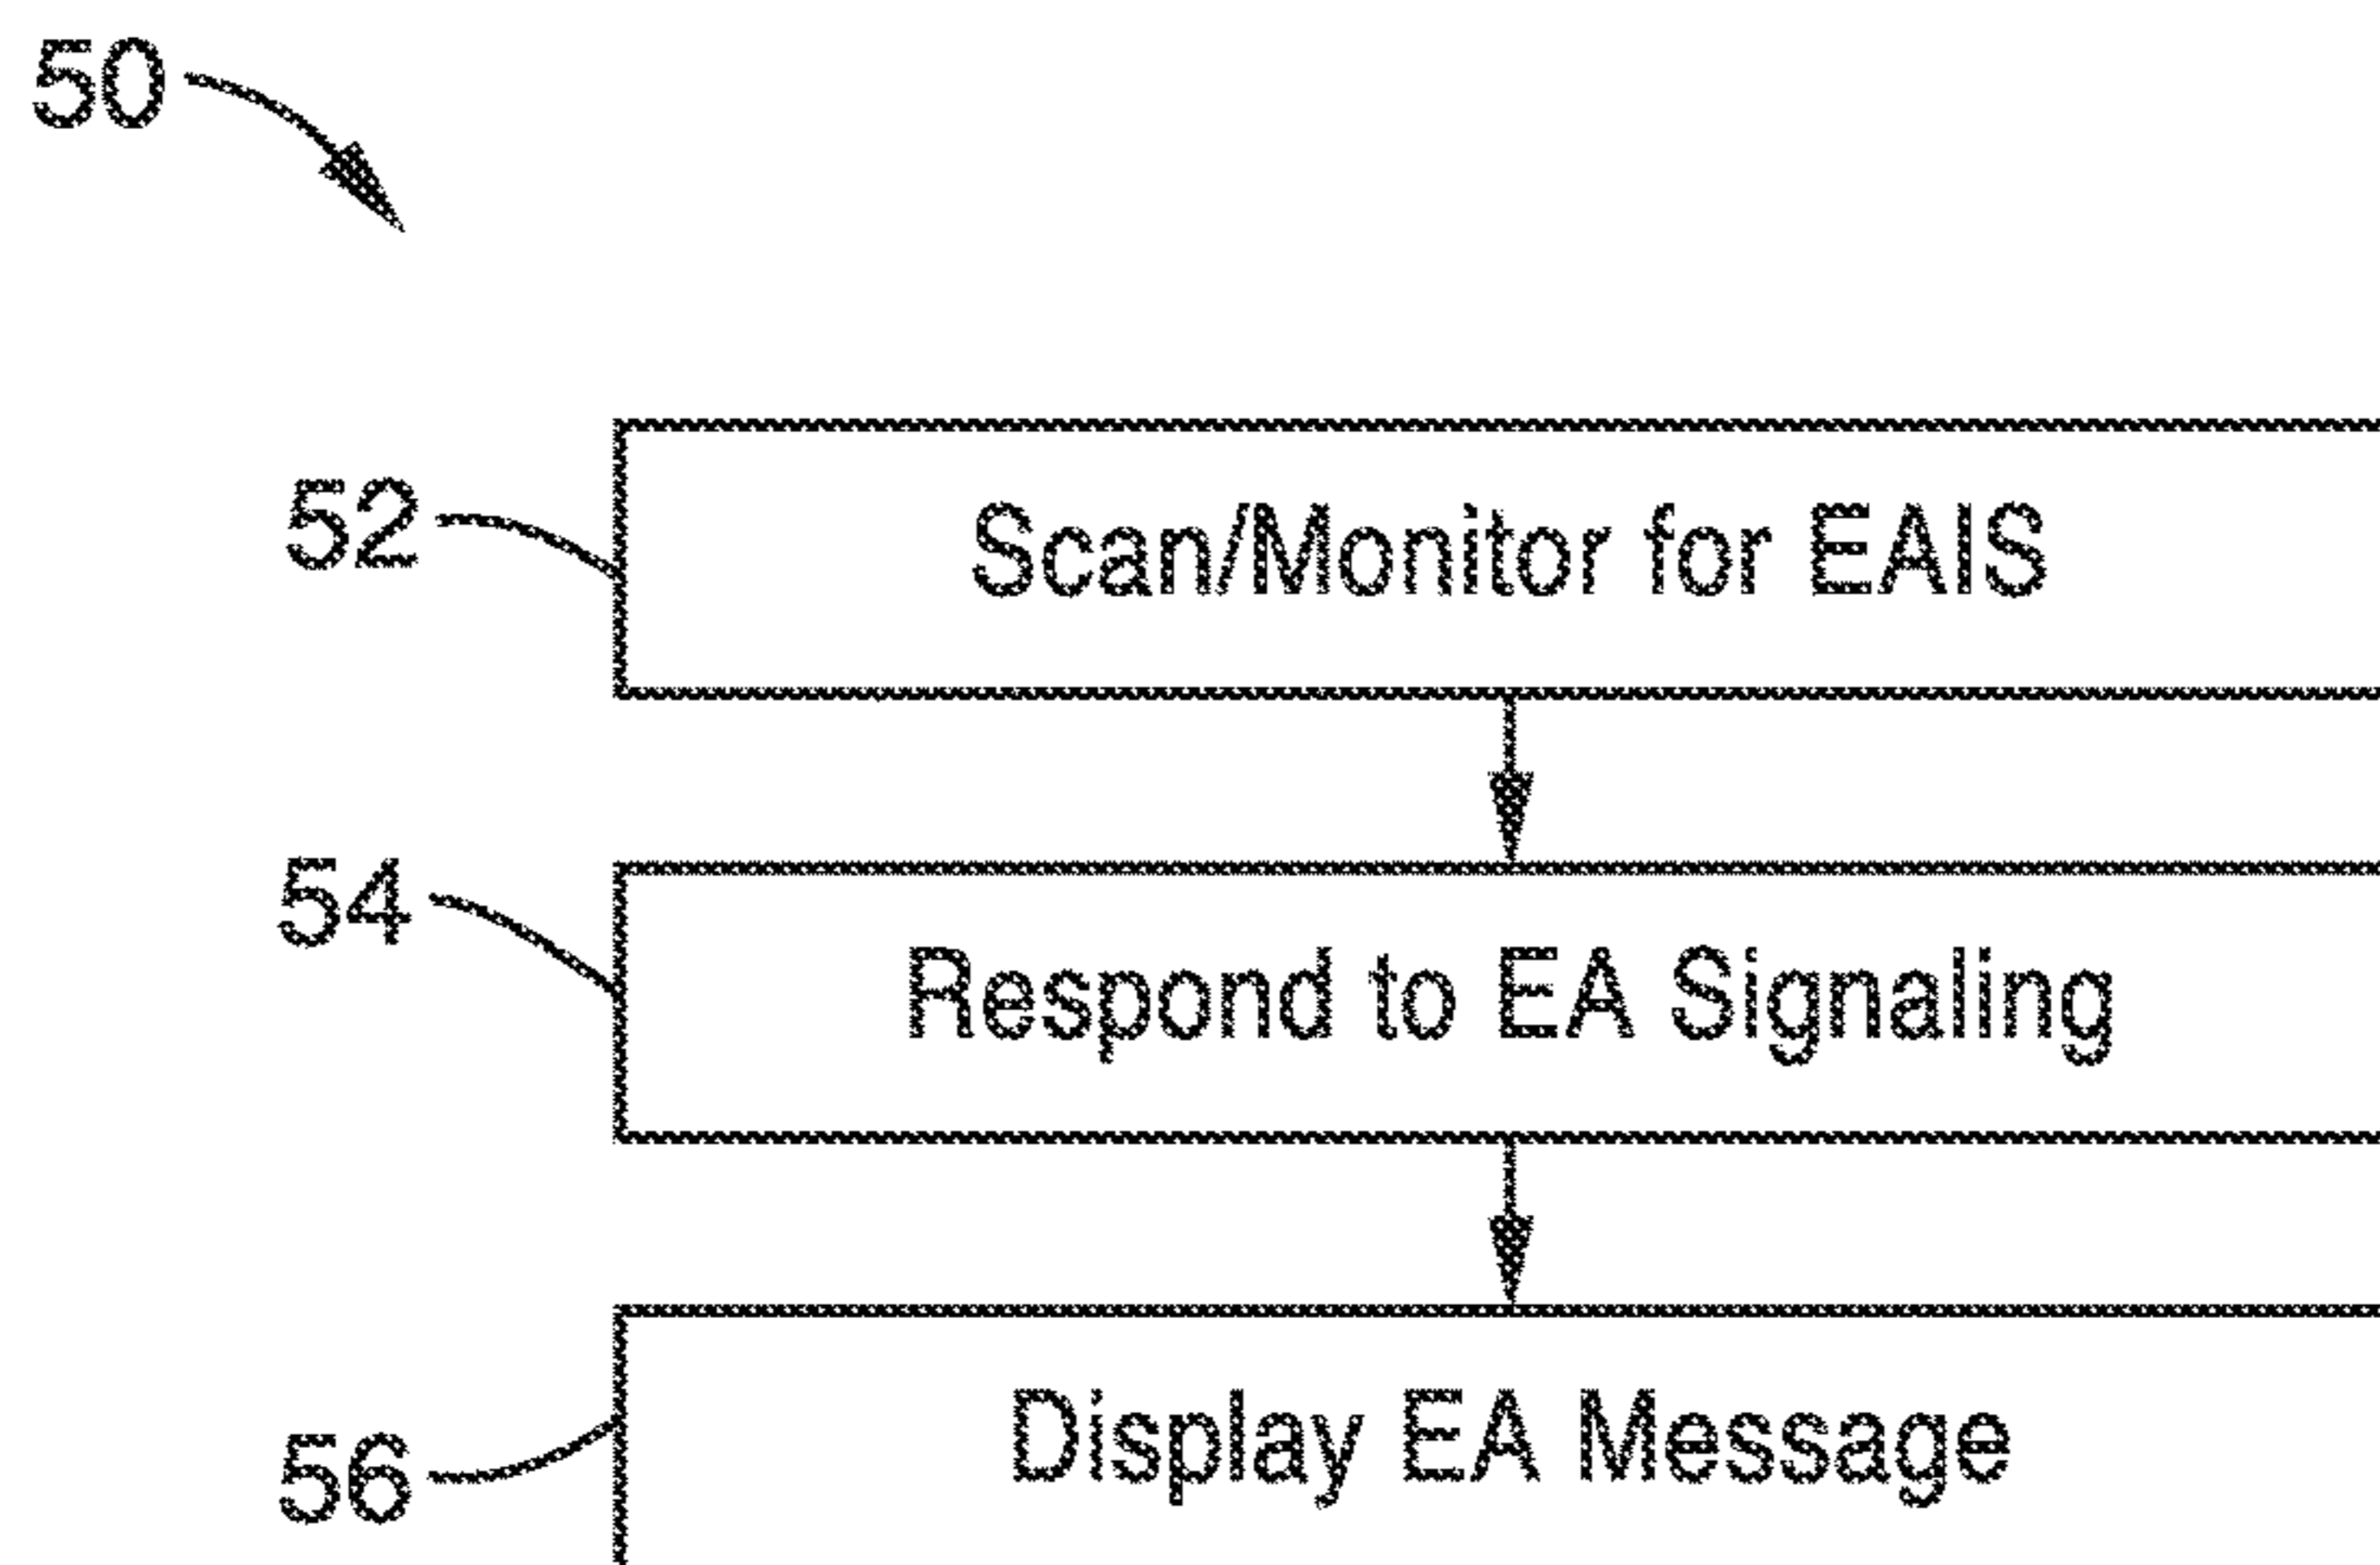 50
52 Scan/Monitor for EAIS
54 Respond to EA Signaling
56 Display EA Message